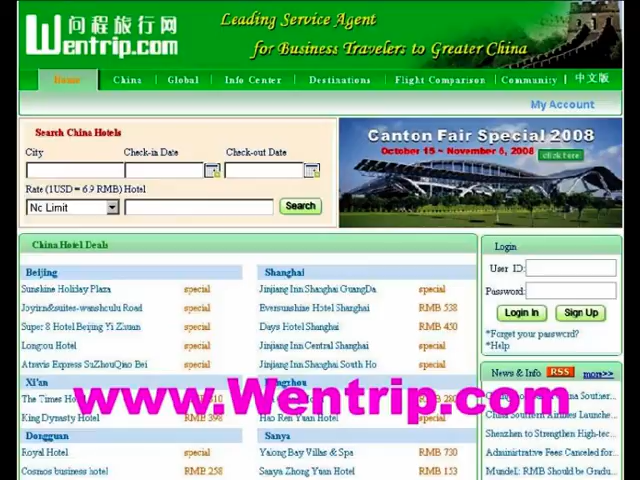 问程旅行网
Wentrip.com
Leading Service Agent
for Business Travelers to Greater China
Home China Global Info Center Destinations Flight Comparison Community | 中文版
My Account
Search China Hotels
City Check-in Date Check-out Date
Rate (1USD = 6.9 RMB) Hotel
Nc Limit Search
Canton Fair Special 2008
October 15 ~ November 6, 2008 click here
China Hotel Deals
Beijing Shanghai
Sunshine Holiday Plaza special Jinjiang Inn Shanghai GuangDa special
Joyirn&suites-wanshoulu Road special Eversunshine Hotel Shanghai RMB 538
Super 8 Hotel Beijing Yi Zixuan special Days Hotel Shanghai RMB 450
Longcou Hotel special Jinjiang Inn Central Shanghai special
Atravis Express SuZhouQiao Bei special Jinjiang Inn Shanghai South Ho special
Xi'an
The Times
www.Wentrip.com
King Dynasty Hotel RMB 398 Hao Ren Yuan Hotel special
Dongguan Sanya
Royal Hotel special Yaiong Bay Villas & Spa RMB 730
Cosmos business hotel RMB 258 Sanya Zhong Yuan Hotel RMB 153
Login
User ID:
Password:
Login In Sign Up
*Forget your password?
*Help
News & Info RSS more>>
China Southern Airlines Launche...
Shenzhen to Strengthen High-tec...
Administrative Fees Canceled for
Mundell: RMB Should be Grad...